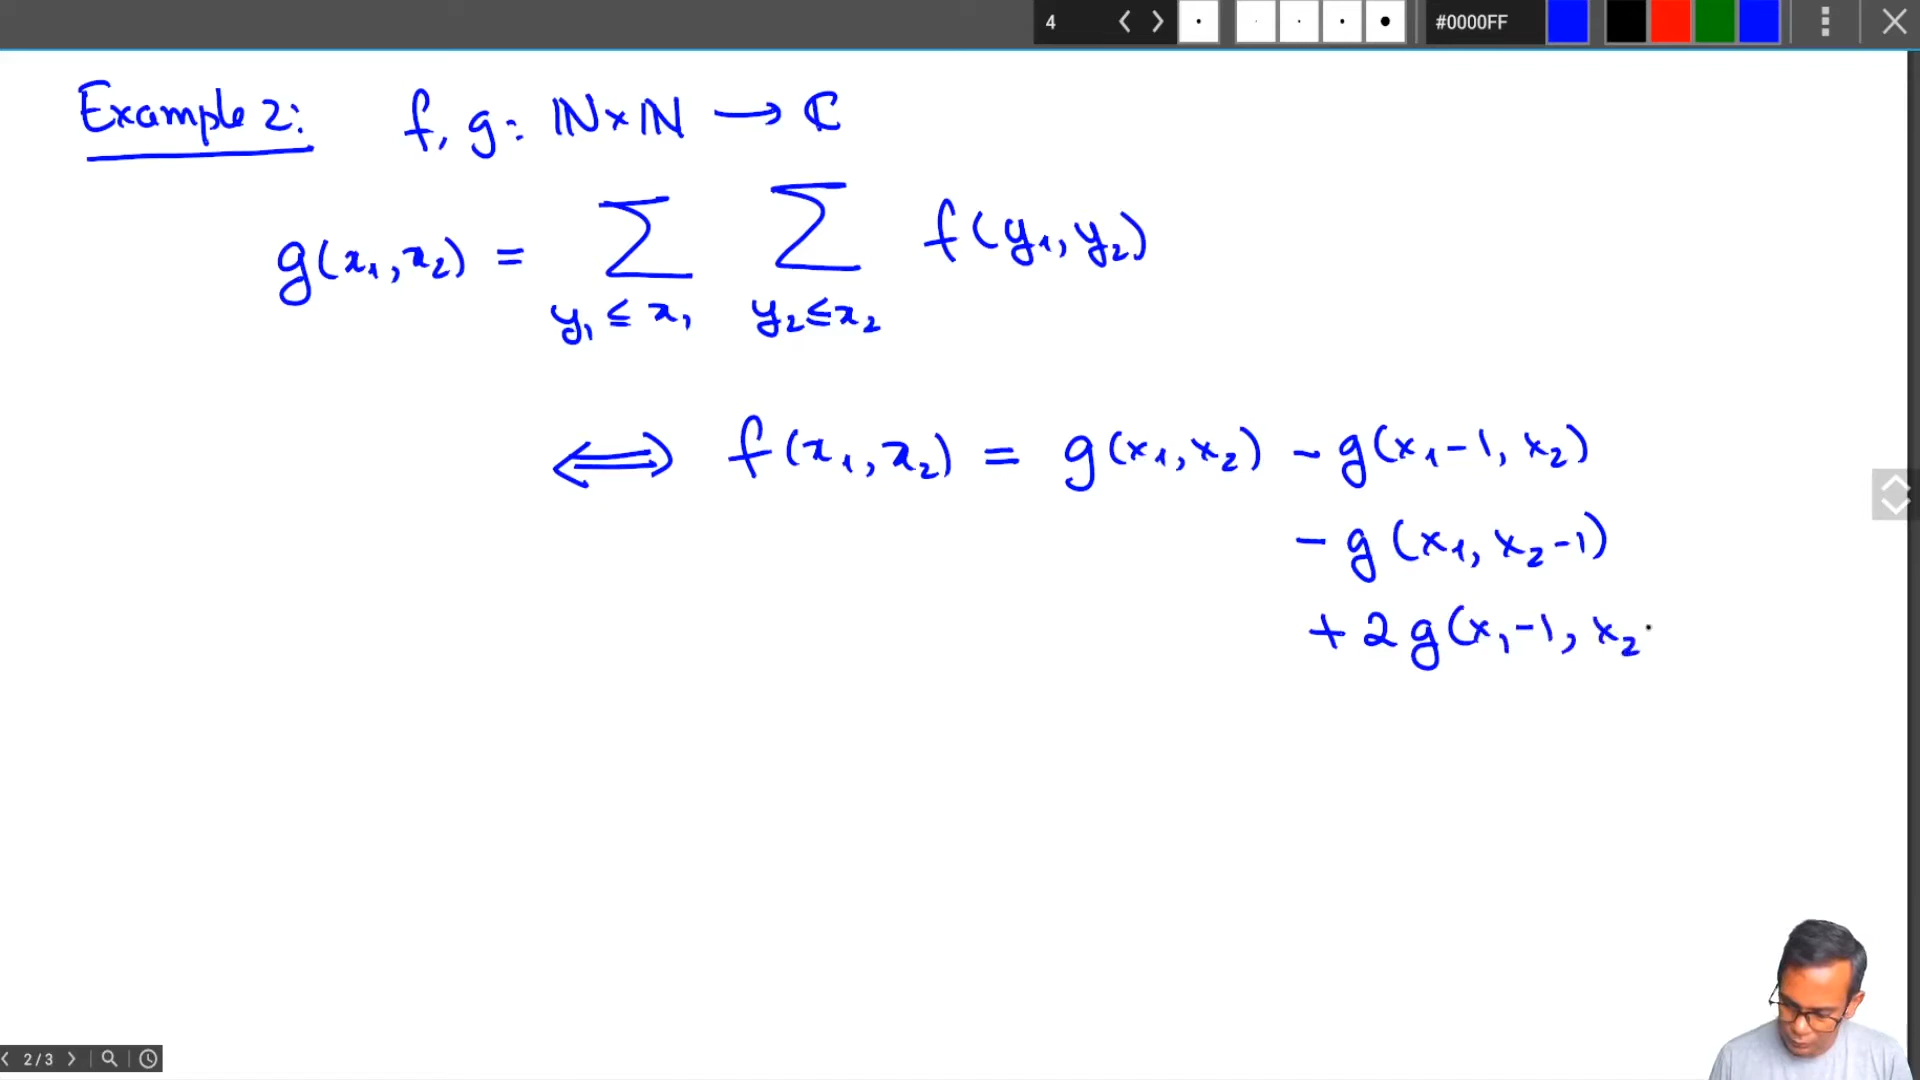 4 #0000FF
Example 2: f, g: ℕ×ℕ → ℂ
g(x₁,x₂) = ∑_{y₁≤x₁} ∑_{y₂≤x₂} f(y₁,y₂)
⟺ f(x₁,x₂) = g(x₁,x₂) - g(x₁-1, x₂)
- g(x₁, x₂-1)
+ 2g(x₁-1, x₂
2/3